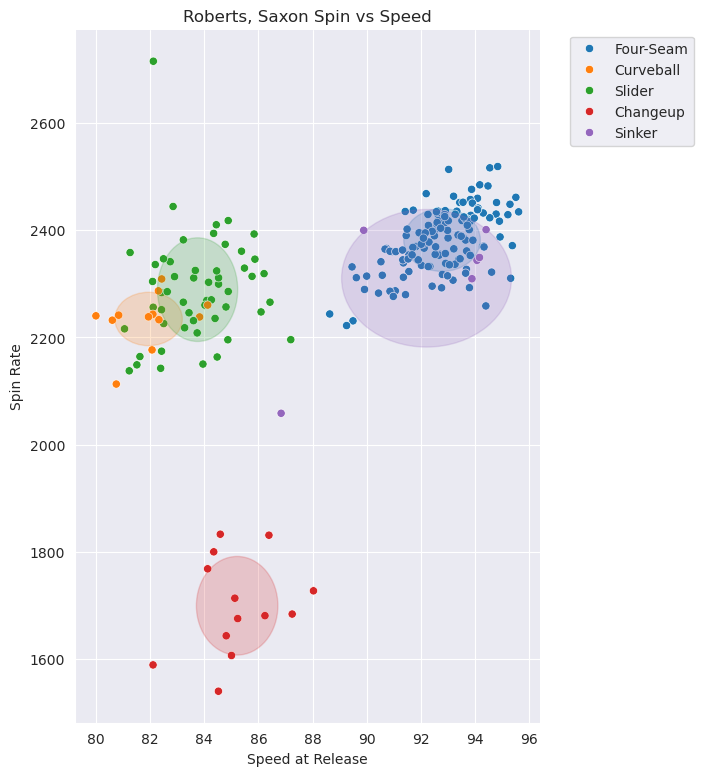 Roberts, Saxon Spin vs Speed
Four-Seam
Curveball
Slider
Changeup
Sinker
Spin Rate
2600
2400
2200
2000
1800
1600
80 82 84 86 88 90 92 94 96
Speed at Release